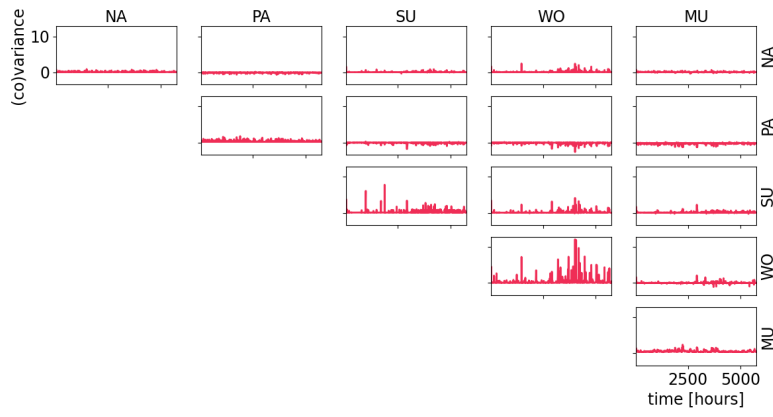 NA PA SU WO MU
10
0
(co)variance
NA
PA
SU
WO
MU
2500 5000
time [hours]